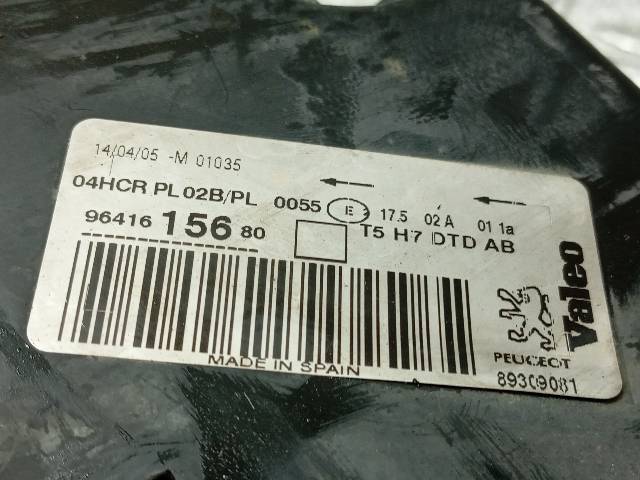 14/04/05 -M 01035
04HCR PL 02B/PL 0055 E 17.5 02 A 01 1a
96416 156 80 T5 H7 DTD AB
MADE IN SPAIN
PEUGEOT
89309081
Valeo